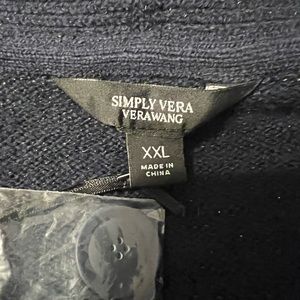 SIMPLY VERA
VERAWANG
XXL
MADE IN
CHINA